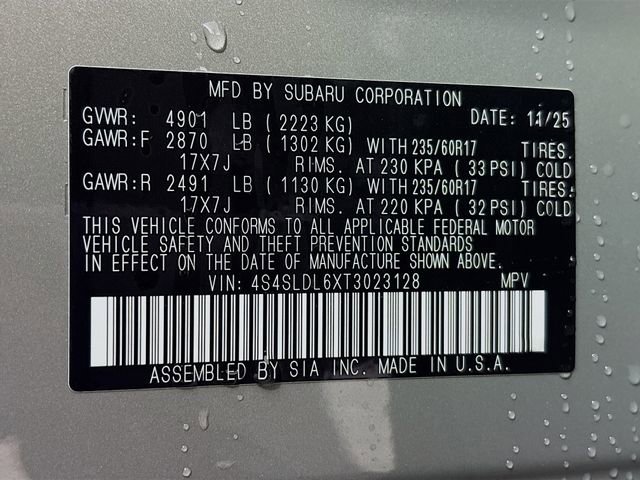 MFD BY SUBARU CORPORATION
GVWR: 4901 LB ( 2223 KG) DATE: 11/25
GAWR:F 2870 LB ( 1302 KG) WITH 235/60R17 TIRES.
17X7J RIMS. AT 230 KPA ( 33 PSI) COLD
GAWR:R 2491 LB ( 1130 KG) WITH 235/60R17 TIRES.
17X7J RIMS. AT 220 KPA ( 32 PSI) COLD
THIS VEHICLE CONFORMS TO ALL APPLICABLE FEDERAL MOTOR
VEHICLE SAFETY AND THEFT PREVENTION STANDARDS
IN EFFECT ON THE DATE OF MANUFACTURE SHOWN ABOVE.
VIN: 4S4SLDL6XT3023128 MPV
ASSEMBLED BY SIA INC. MADE IN U.S.A.